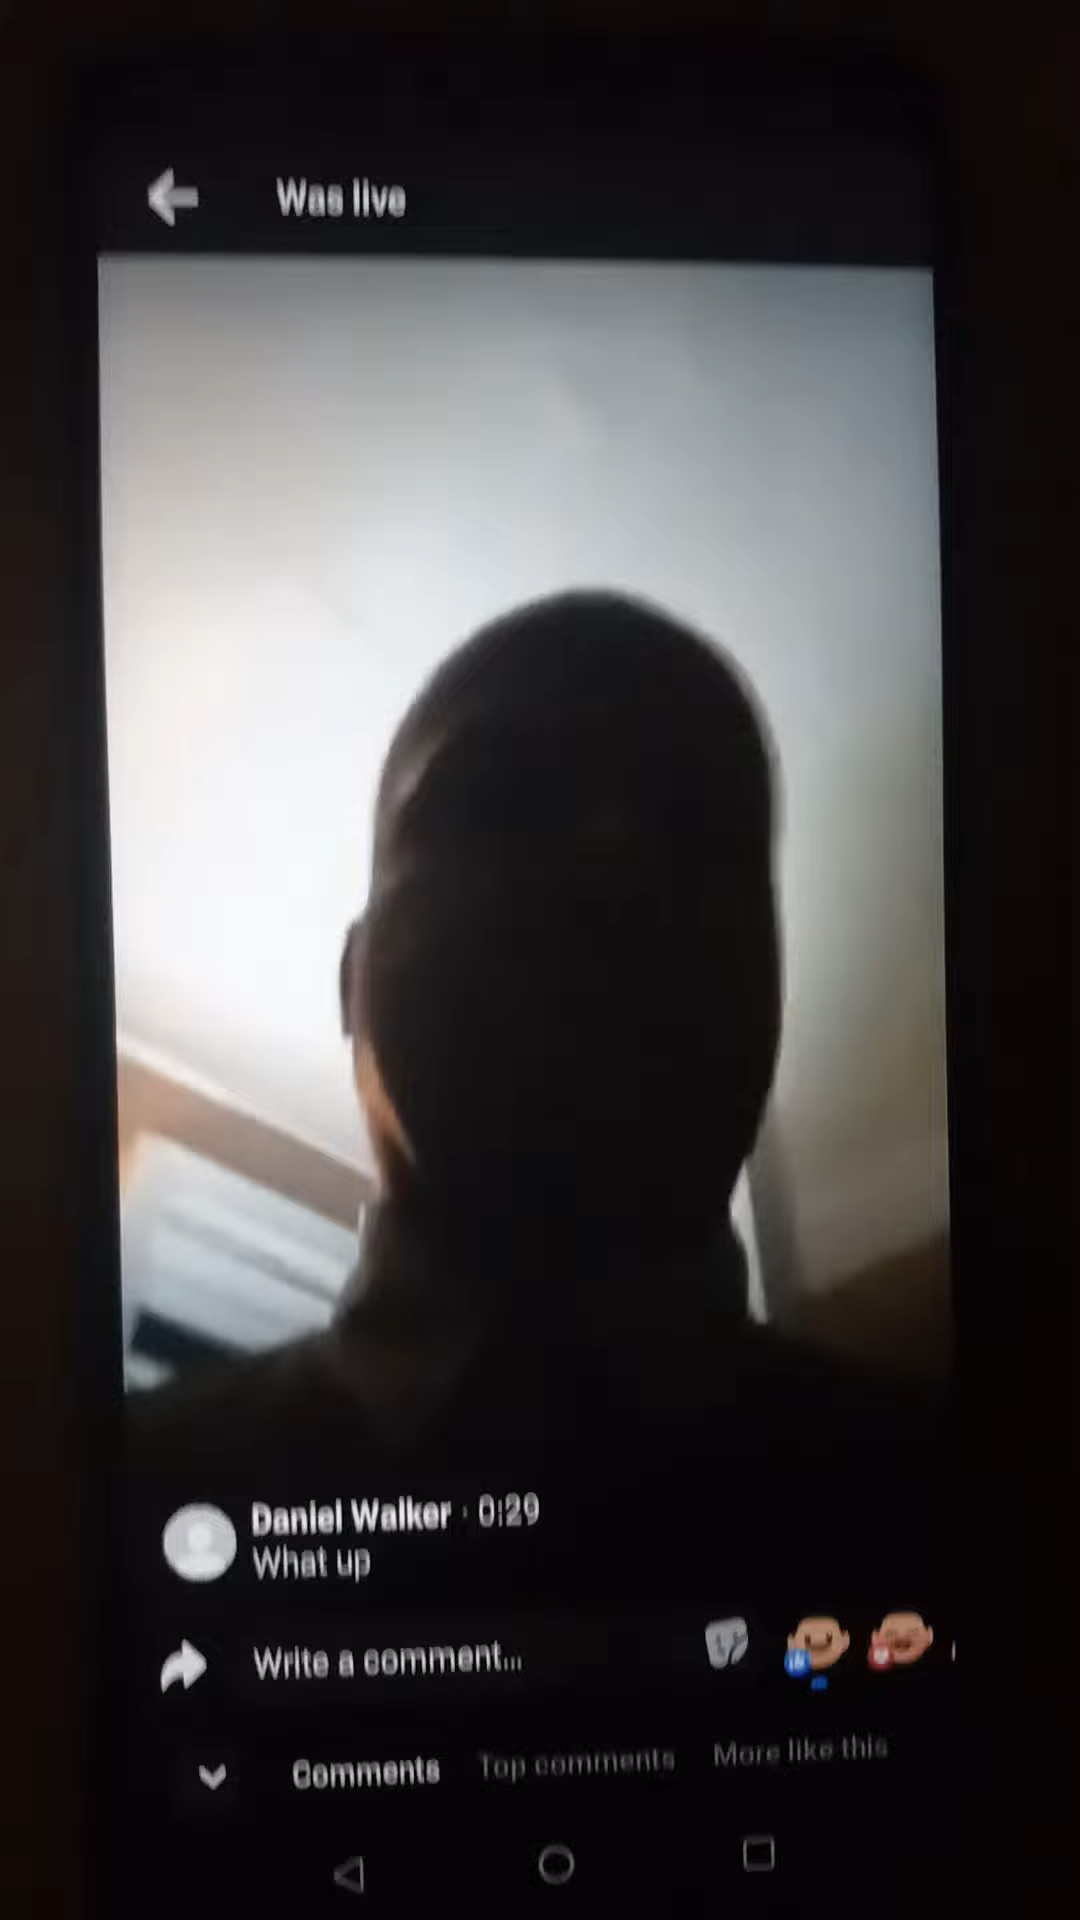 Was live
Daniel Walker · 0:29
What up
Write a comment...
Comments Top comments More like this